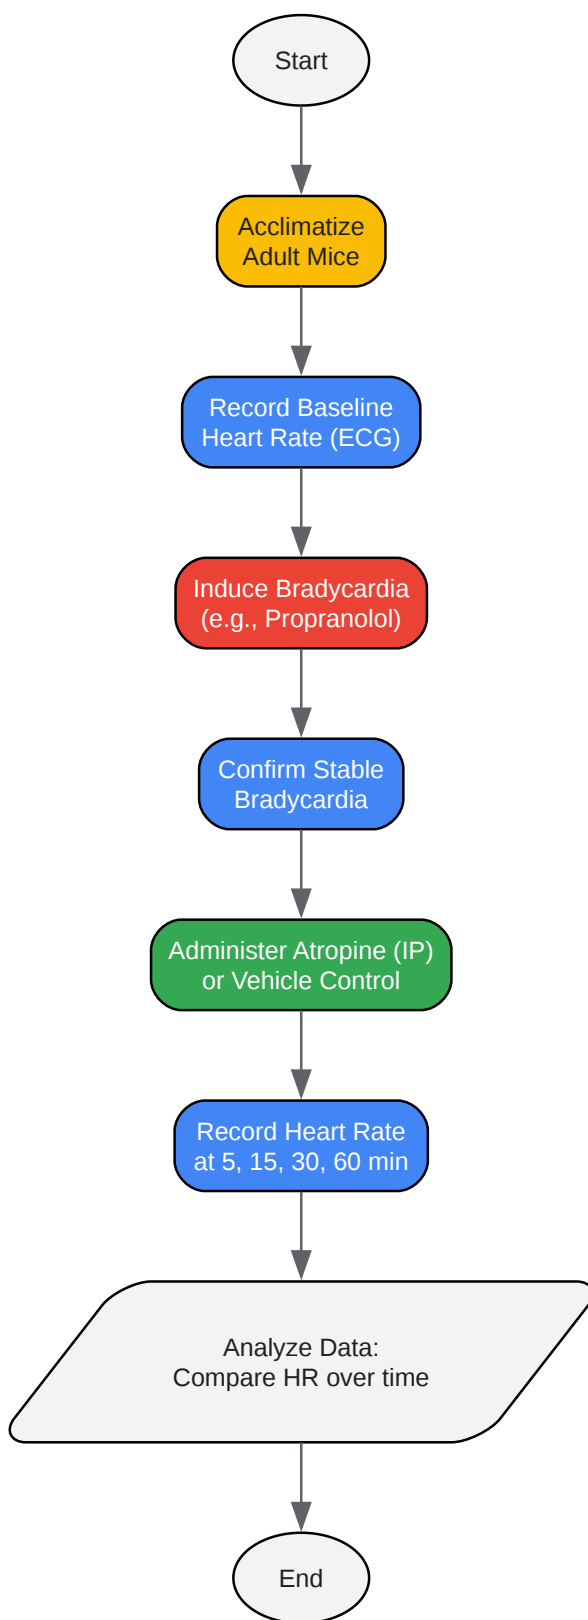 Start
Acclimatize
Adult Mice
Record Baseline
Heart Rate (ECG)
Induce Bradycardia
(e.g., Propranolol)
Confirm Stable
Bradycardia
Administer Atropine (IP)
or Vehicle Control
Record Heart Rate
at 5, 15, 30, 60 min
Analyze Data:
Compare HR over time
End